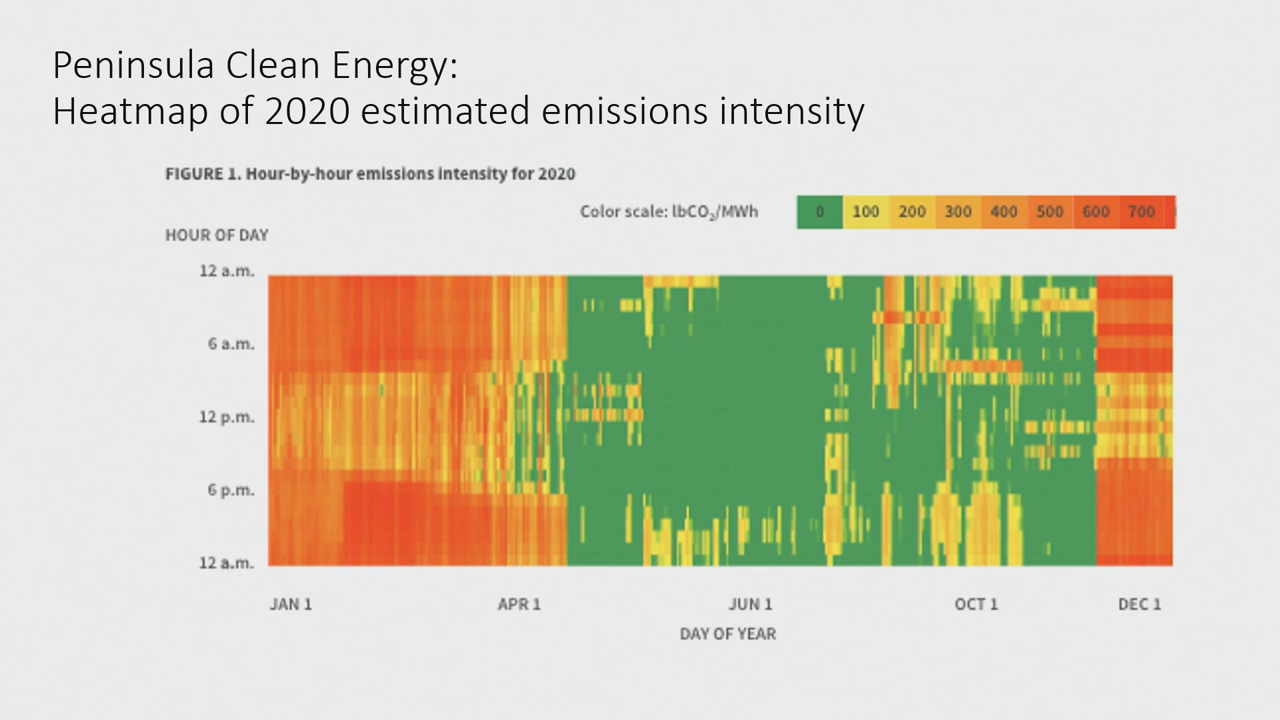 Peninsula Clean Energy:
Heatmap of 2020 estimated emissions intensity
FIGURE 1. Hour-by-hour emissions intensity for 2020
Color scale: lbCO₂/MWh
0 100 200 300 400 500 600 700
HOUR OF DAY
12 a.m.
6 a.m.
12 p.m.
6 p.m.
12 a.m.
JAN 1 APR 1 JUN 1 OCT 1 DEC 1
DAY OF YEAR